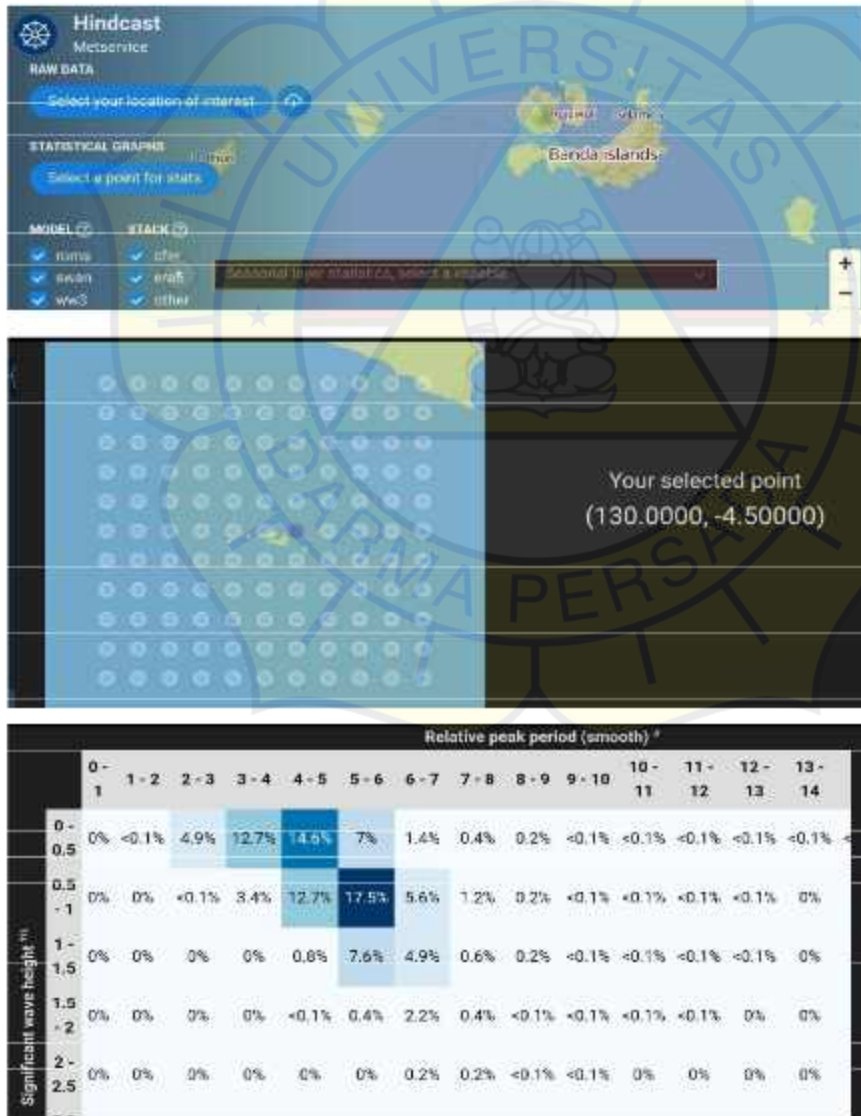 Hindcast
Metservice
RAW DATA
Select your location of interest
STATISTICAL GRAPHS
Select a point for stats
Banda islands
MODEL STACK
roms cfsr
swan era5
ww3 other
Seasonal layer statistics, select a variable
+
−
UNIVERSITAS
DARMA PERSADA
Your selected point
(130.0000, -4.50000)
Relative peak period (smooth)
0 - 1 1 - 2 2 - 3 3 - 4 4 - 5 5 - 6 6 - 7 7 - 8 8 - 9 9 - 10 10 - 11 11 - 12 12 - 13 13 - 14
Significant wave height
0 - 0.5 0% <0.1% 4.9% 12.7% 14.6% 7% 1.4% 0.4% 0.2% <0.1% <0.1% <0.1% <0.1% <0.1% <
0.5 - 1 0% 0% <0.1% 3.4% 12.7% 17.5% 5.6% 1.2% 0.2% <0.1% <0.1% <0.1% <0.1% 0%
1 - 1.5 0% 0% 0% 0% 0.8% 7.6% 4.9% 0.6% 0.2% <0.1% <0.1% <0.1% <0.1% 0%
1.5 - 2 0% 0% 0% 0% <0.1% 0.4% 2.2% 0.4% <0.1% <0.1% <0.1% <0.1% 0% 0%
2 - 2.5 0% 0% 0% 0% 0% 0% 0.2% 0.2% <0.1% <0.1% 0% 0% 0% 0%